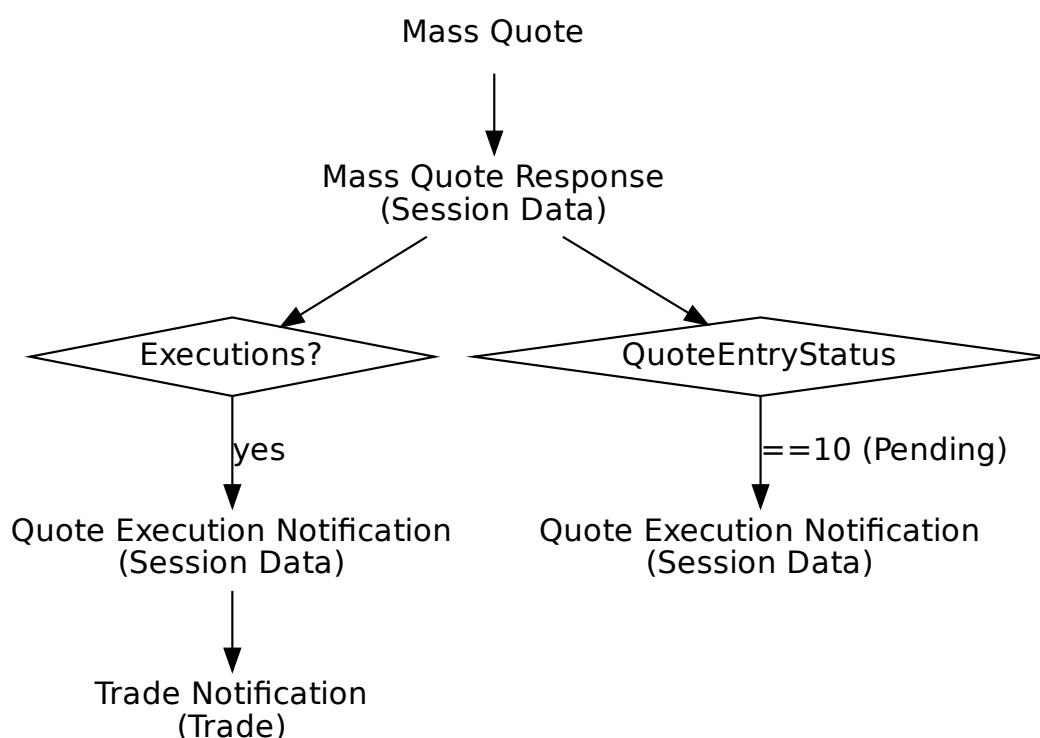 Mass Quote
Mass Quote Response
(Session Data)
Executions?
QuoteEntryStatus
yes
==10 (Pending)
Quote Execution Notification
(Session Data)
Quote Execution Notification
(Session Data)
Trade Notification
(Trade)